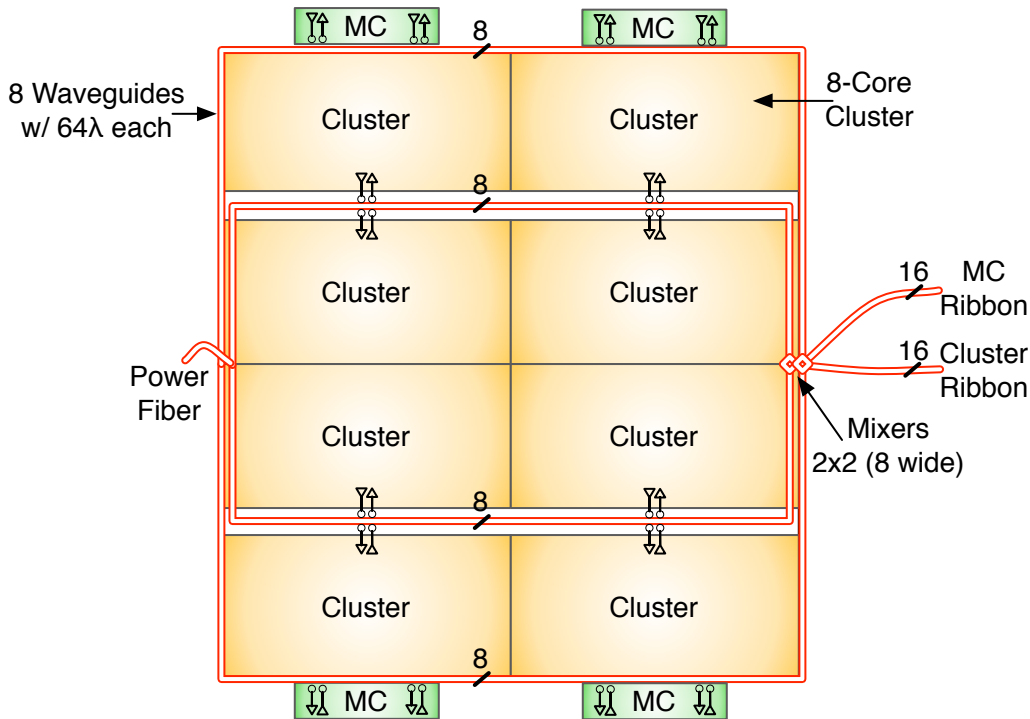 MC
MC
8
8 Waveguides
w/ 64λ each
8-Core
Cluster
Cluster
Cluster
8
Cluster
Cluster
16
MC
Ribbon
16
Cluster
Ribbon
Power
Fiber
Cluster
Cluster
Mixers
2x2 (8 wide)
8
Cluster
Cluster
8
MC
MC